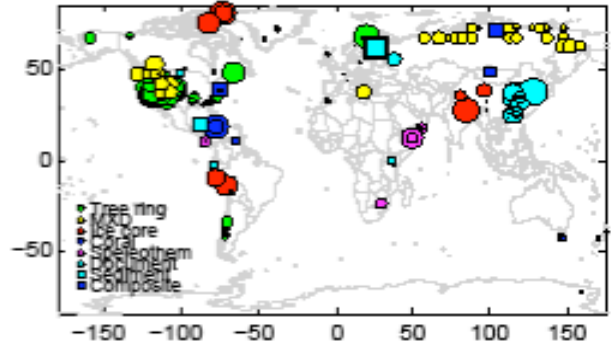 50
0
−50
Tree ring
MXD
Ice core
Coral
Speleothem
Document
Sediment
Composite
−150 −100 −50 0 50 100 150